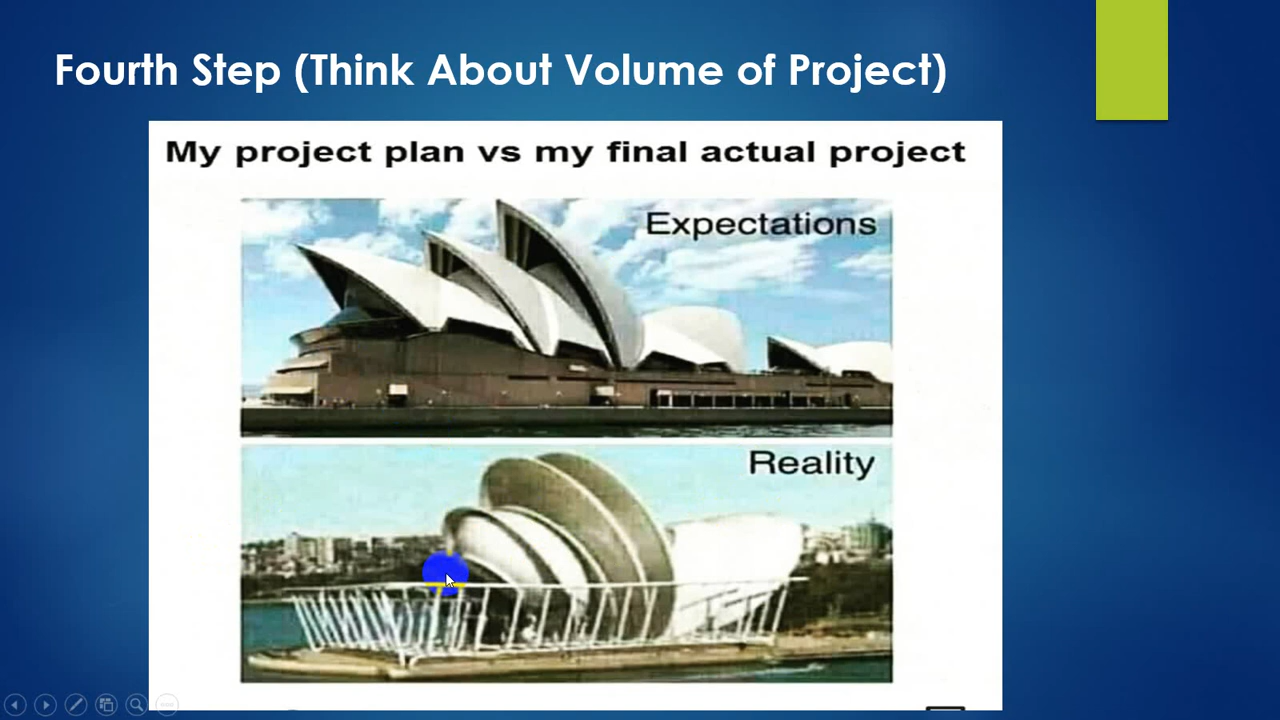 Fourth Step (Think About Volume of Project)
My project plan vs my final actual project
Expectations
Reality